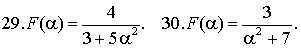 29. F(α) = 4/(3 + 5α²). 30. F(α) = 3/(α² + 7).